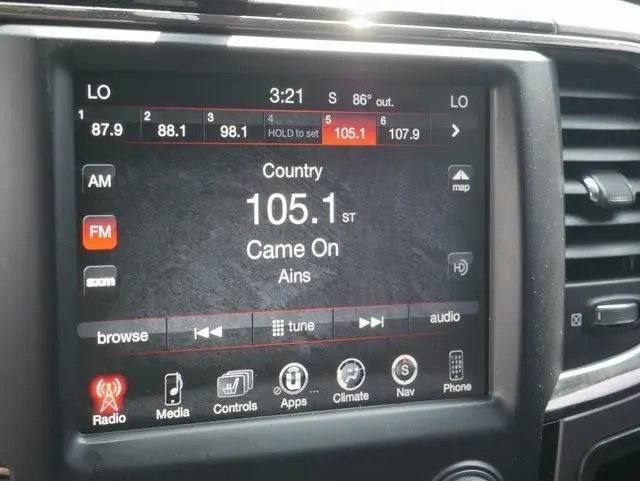 LO 3:21 S 86° out. LO
1 87.9 2 88.1 3 98.1 4 HOLD to set 5 105.1 6 107.9
AM
Country
map
105.1 ST
FM
Came On
Ains
HD
sxm
browse tune audio
Radio Media Controls Apps ... Climate S Nav Phone